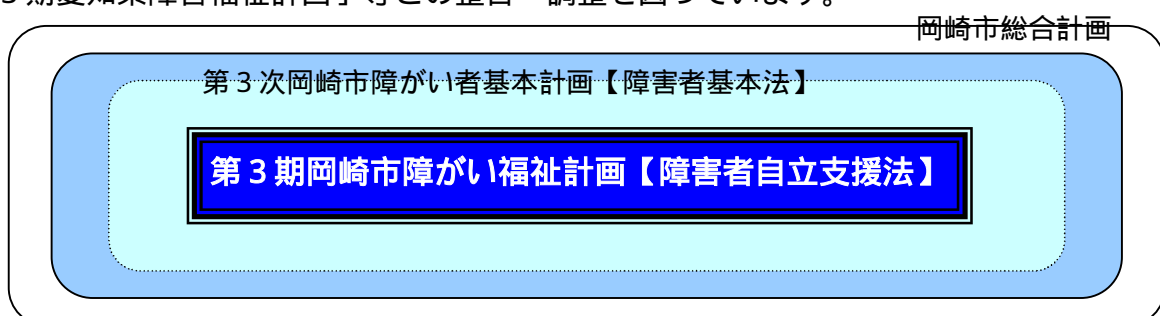 岡崎市総合計画
第３次岡崎市障がい者基本計画【障害者基本法】
第３期岡崎市障がい福祉計画【障害者自立支援法】